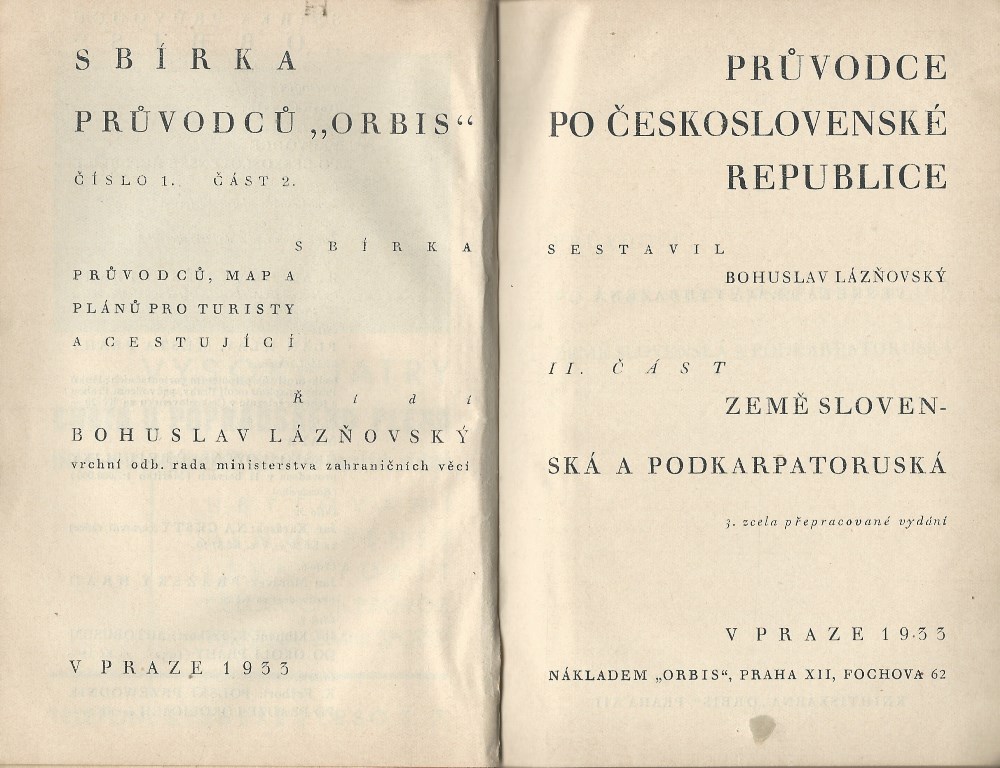 SBÍRKA
PRŮVODCŮ „ORBIS“
ČÍSLO 1. ČÁST 2.
SBÍRKA
PRŮVODCŮ, MAP A
PLÁNŮ PRO TURISTY
A CESTUJÍCÍ
Řídí
BOHUSLAV LÁZŇOVSKÝ
vrchní odb. rada ministerstva zahraničních věcí
V PRAZE 1933
PRŮVODCE
PO ČESKOSLOVENSKÉ
REPUBLICE
SESTAVIL
BOHUSLAV LÁZŇOVSKÝ
II. ČÁST
ZEMĚ SLOVEN-
SKÁ A PODKARPATORUSKÁ
3. zcela přepracované vydání
V PRAZE 1933
NÁKLADEM „ORBIS“, PRAHA XII, FOCHOVA 62